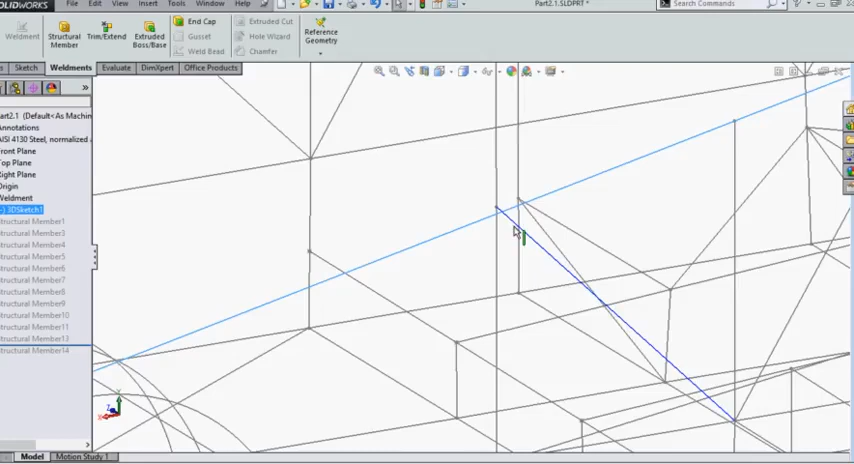 SOLIDWORKS File Edit View Insert Tools Window Help Part2.1.SLDPRT * Search Commands
Weldment Structural Member Trim/Extend Extruded Boss/Base End Cap Gusset Weld Bead Extruded Cut Hole Wizard Chamfer Reference Geometry
s Sketch Weldments Evaluate DimXpert Office Products
art2.1 (Default<As Machin
Annotations
AISI 4130 Steel, normalized
Front Plane
Top Plane
Right Plane
Origin
Weldment
(-) 3DSketch1
tructural Member1
tructural Member3
tructural Member4
tructural Member5
tructural Member6
tructural Member7
tructural Member8
tructural Member9
tructural Member10
tructural Member11
tructural Member13
tructural Member14
Y
X
Z
Model Motion Study 1